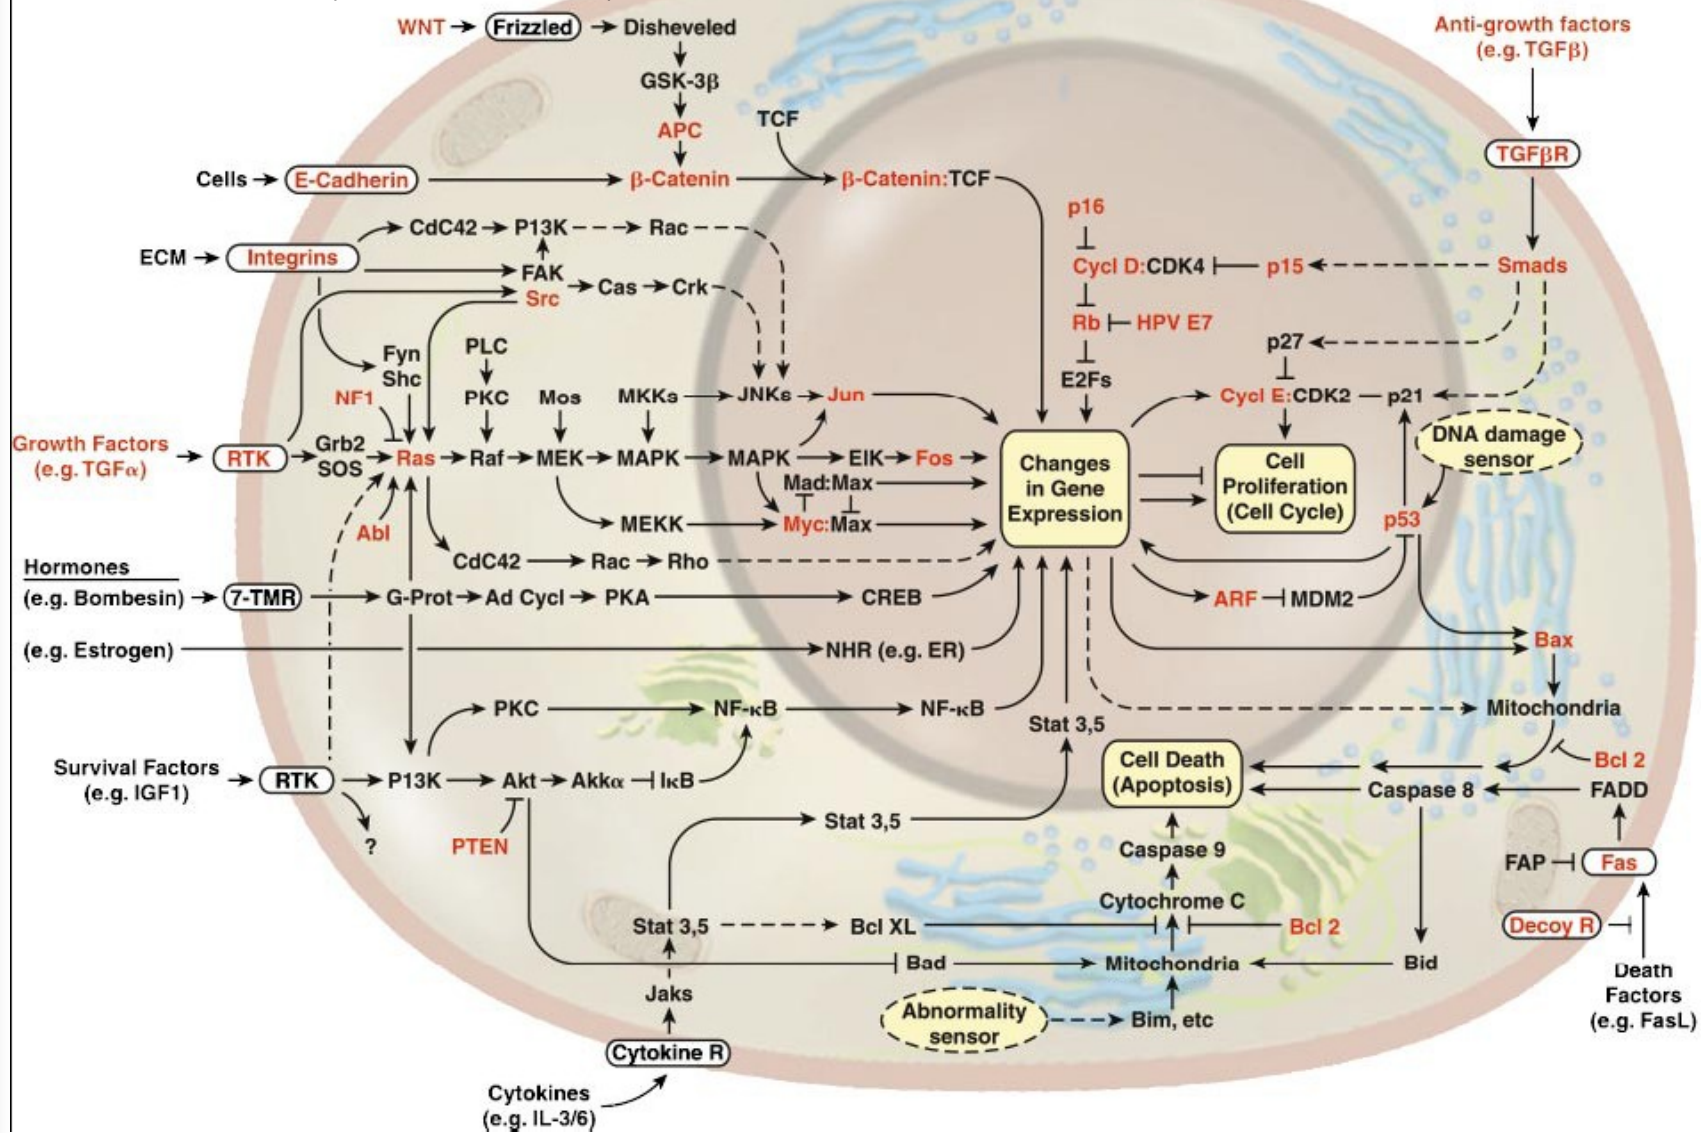 WNT
Frizzled
Disheveled
GSK-3β
APC
TCF
Cells
E-Cadherin
β-Catenin
β-Catenin:TCF
CdC42
P13K
Rac
ECM
Integrins
FAK
Src
Cas
Crk
Fyn
Shc
PLC
NF1
PKC
Mos
MKKs
JNKs
Jun
Growth Factors
(e.g. TGFα)
RTK
Grb2
SOS
Ras
Raf
MEK
MAPK
MAPK
ElK
Fos
Mad:Max
Abl
MEKK
Myc:Max
CdC42
Rac
Rho
Hormones
(e.g. Bombesin)
7-TMR
G-Prot
Ad Cycl
PKA
CREB
(e.g. Estrogen)
NHR (e.g. ER)
PKC
NF-κB
NF-κB
Stat 3,5
Survival Factors
(e.g. IGF1)
RTK
P13K
Akt
Akkα
IκB
?
PTEN
Stat 3,5
Stat 3,5
Bcl XL
Bad
Jaks
Cytokine R
Cytokines
(e.g. IL-3/6)
Anti-growth factors
(e.g. TGFβ)
TGFβR
p16
Cycl D:CDK4
p15
Smads
Rb
HPV E7
p27
E2Fs
Cycl E:CDK2
p21
DNA damage
sensor
Changes
in Gene
Expression
Cell
Proliferation
(Cell Cycle)
p53
ARF
MDM2
Bax
Mitochondria
Bcl 2
Cell Death
(Apoptosis)
Caspase 8
FADD
Caspase 9
FAP
Fas
Cytochrome C
Bcl 2
Decoy R
Mitochondria
Bid
Death
Factors
(e.g. FasL)
Abnormality
sensor
Bim, etc